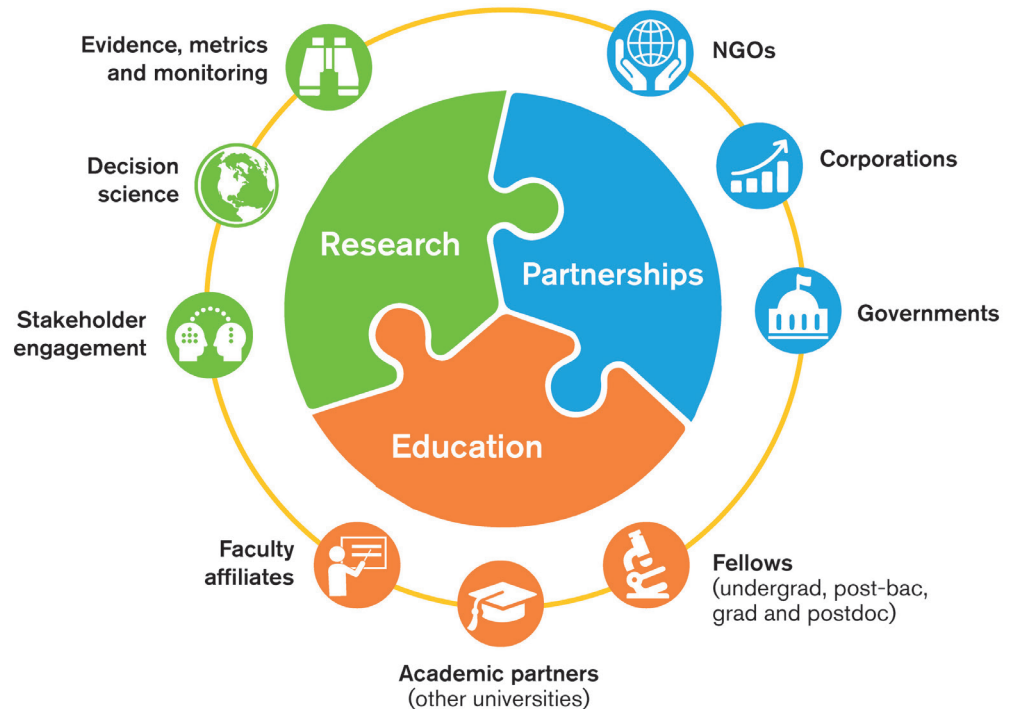 Evidence, metrics
and monitoring
NGOs
Decision
science
Corporations
Research
Partnerships
Stakeholder
engagement
Governments
Education
Faculty
affiliates
Fellows
(undergrad, post-bac,
grad and postdoc)
Academic partners
(other universities)